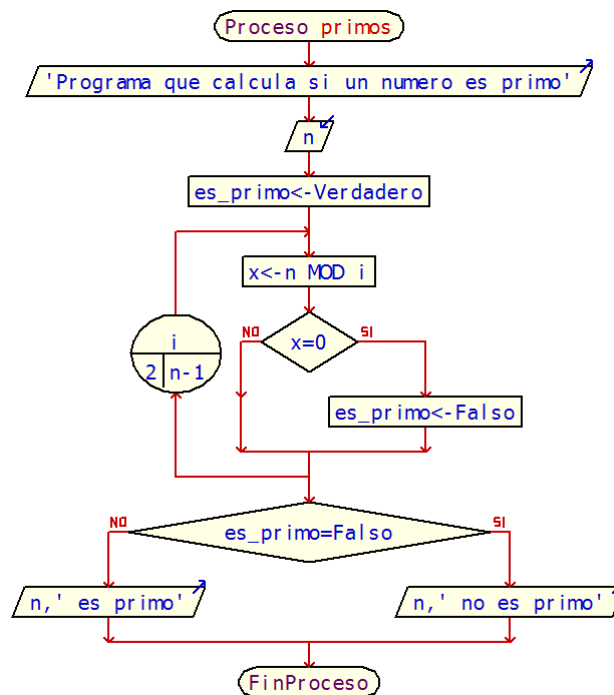 Proceso primos
'Programa que calcula si un numero es primo'
n
es_primo<-Verdadero
x<-n MOD i
i
2 n-1
NO
x=0
SI
es_primo<-Falso
NO
es_primo=Falso
SI
n,' es primo'
n,' no es primo'
FinProceso